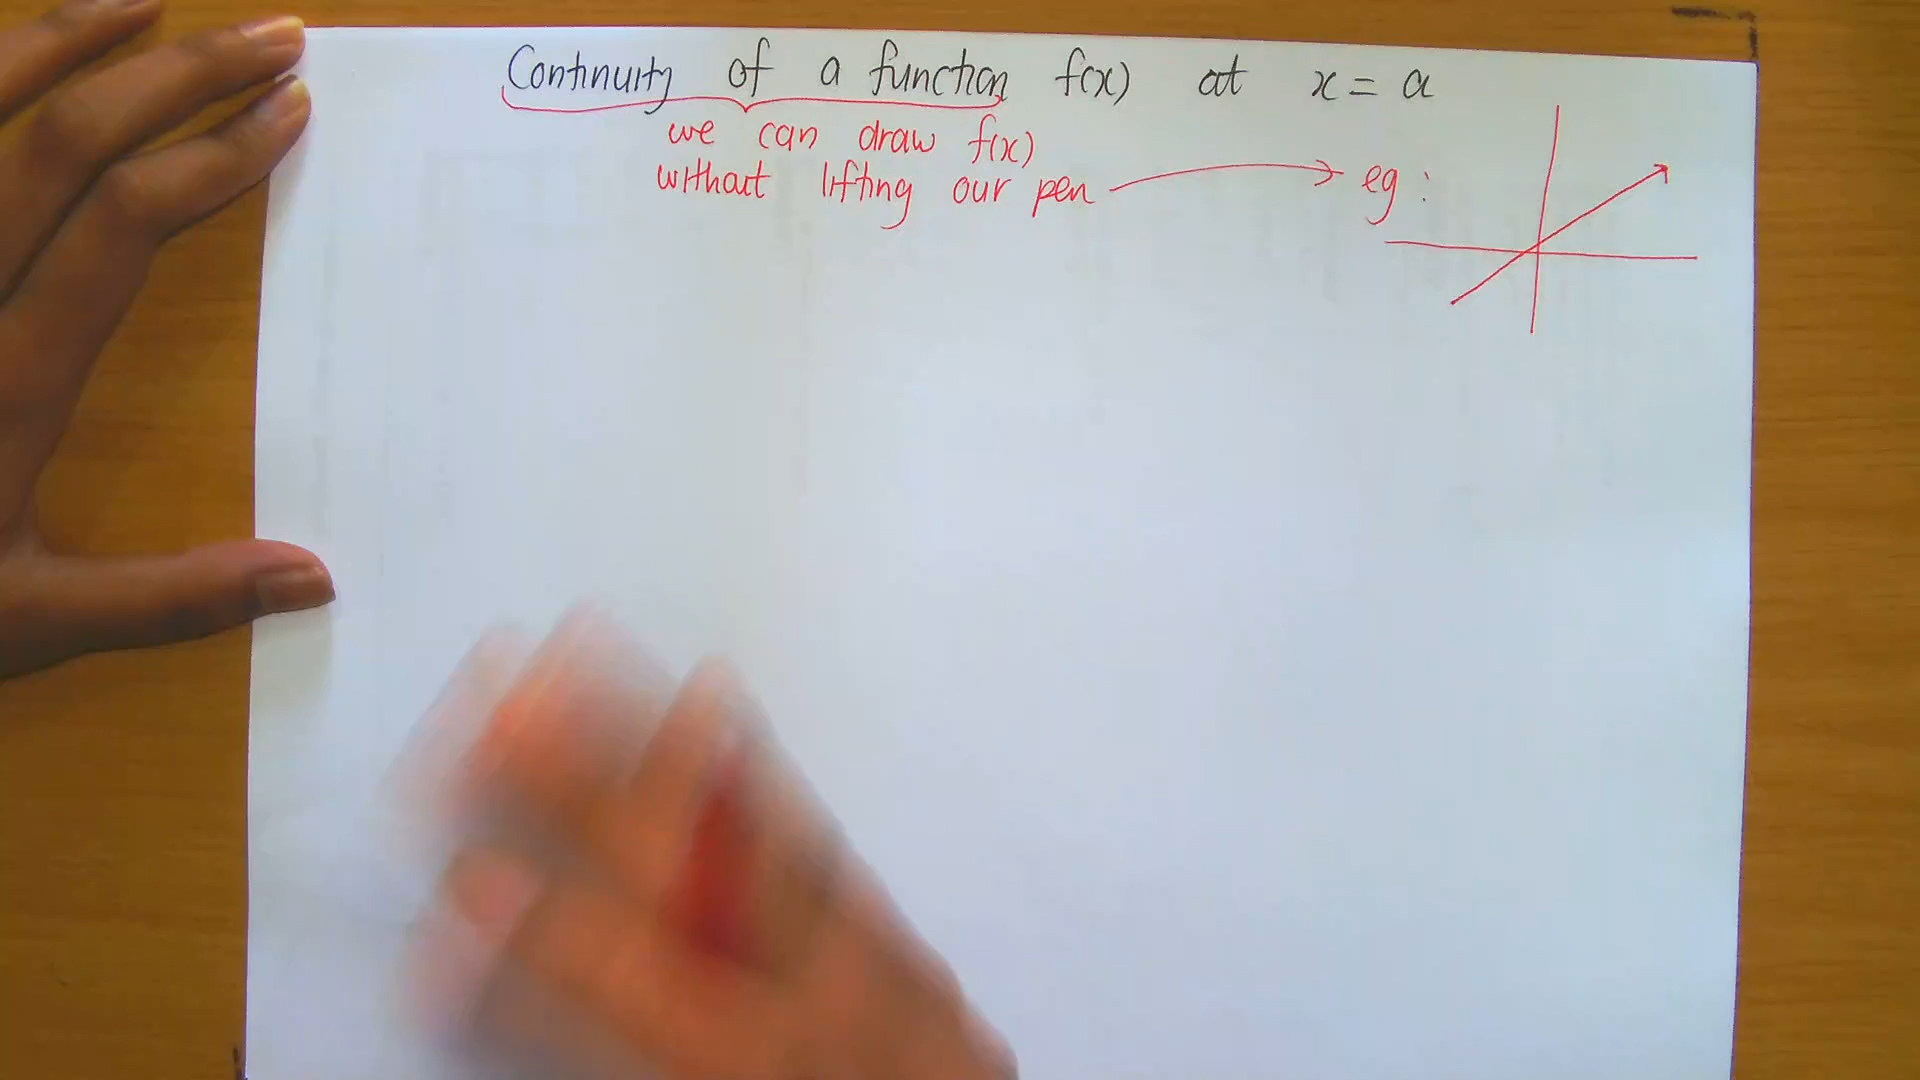 Continuity of a function f(x) at x = a
we can draw f(x)
without lifting our pen → eg :